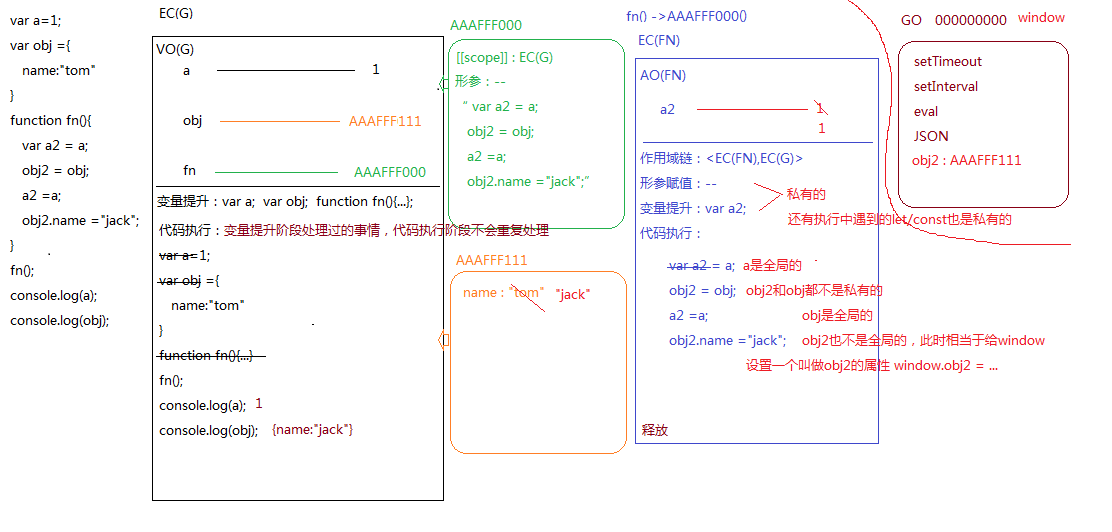 var a=1;
var obj ={
name:"tom"
}
function fn(){
var a2 = a;
obj2 = obj;
a2 =a;
obj2.name ="jack";
}
fn();
console.log(a);
console.log(obj);
EC(G)
VO(G)
a
1
obj
AAAFFF111
fn
AAAFFF000
变量提升：var a; var obj; function fn(){...};
代码执行：变量提升阶段处理过的事情，代码执行阶段不会重复处理
var a=1;
var obj ={
name:"tom"
}
function fn(){...}
fn();
console.log(a); 1
console.log(obj); {name:"jack"}
AAAFFF000
[[scope]] : EC(G)
形参：--
“ var a2 = a;
obj2 = obj;
a2 =a;
obj2.name ="jack";”
AAAFFF111
name : "tom" "jack"
fn() ->AAAFFF000()
EC(FN)
AO(FN)
a2
1
1
作用域链：<EC(FN),EC(G)>
形参赋值：--
变量提升：var a2;
私有的
还有执行中遇到的let/const也是私有的
代码执行：
var a2 = a; a是全局的
obj2 = obj; obj2和obj都不是私有的
a2 =a; obj是全局的
obj2.name ="jack"; obj2也不是全局的，此时相当于给window
设置一个叫做obj2的属性 window.obj2 = ...
释放
GO 000000000 window
setTimeout
setInterval
eval
JSON
obj2 : AAAFFF111